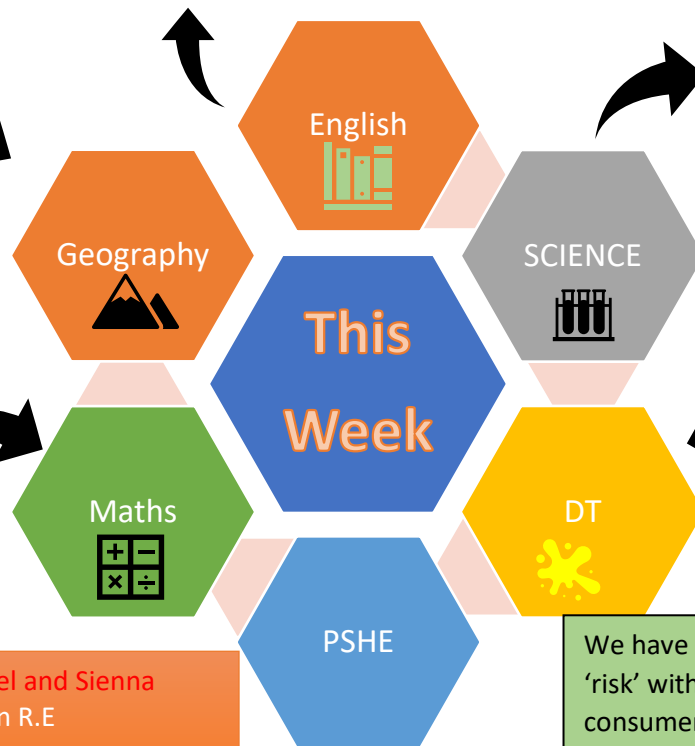 English
Geography
SCIENCE
This
Week
Maths
DT
PSHE
el and Sienna
n R.E
We have
‘risk’ with
consumer